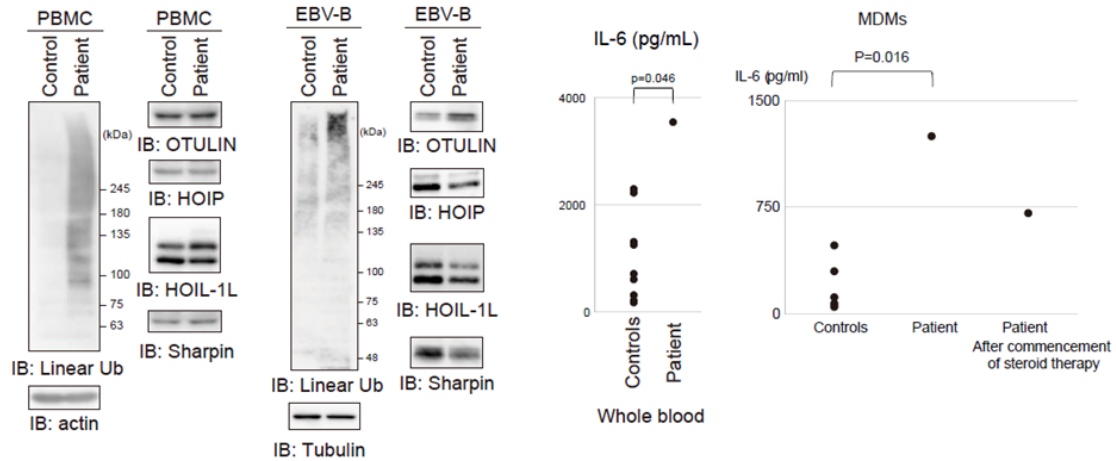 PBMC
Control
Patient
(kDa)
245
180
135
100
75
63
IB: Linear Ub
IB: actin
PBMC
Control
Patient
IB: OTULIN
IB: HOIP
IB: HOIL-1L
IB: Sharpin
EBV-B
Control
Patient
(kDa)
245
180
135
100
75
63
48
IB: Linear Ub
IB: Tubulin
EBV-B
Control
Patient
IB: OTULIN
IB: HOIP
IB: HOIL-1L
IB: Sharpin
IL-6 (pg/mL)
p=0.046
4000
2000
0
Controls
Patient
Whole blood
MDMs
P=0.016
IL-6 (pg/ml)
1500
750
0
Controls
Patient
Patient
After commencement
of steroid therapy